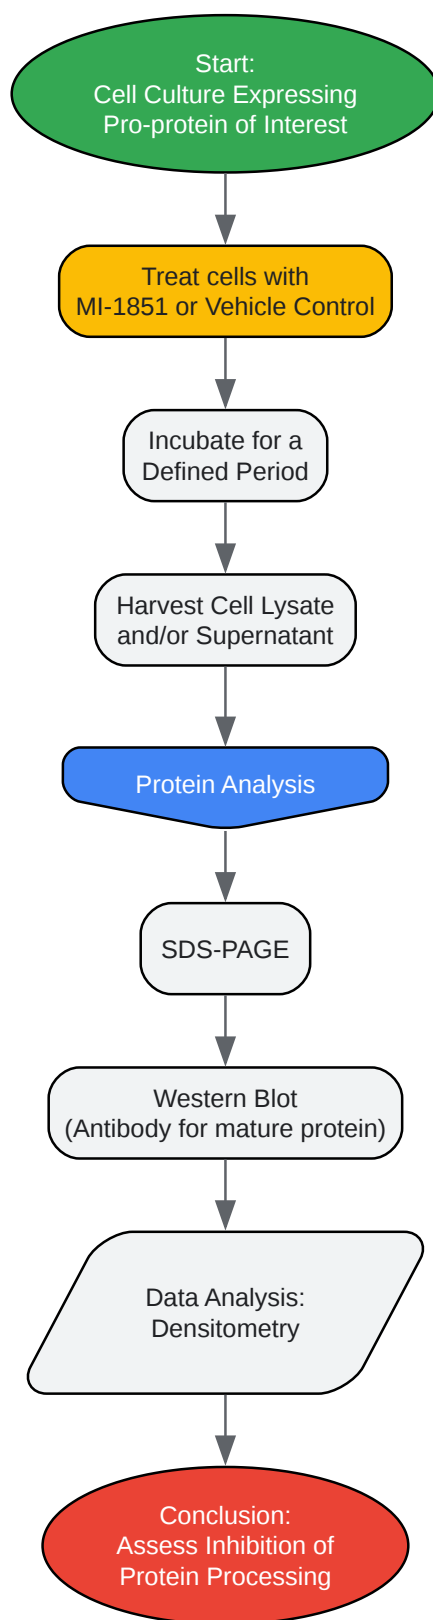 Start:
Cell Culture Expressing
Pro-protein of Interest
Treat cells with
MI-1851 or Vehicle Control
Incubate for a
Defined Period
Harvest Cell Lysate
and/or Supernatant
Protein Analysis
SDS-PAGE
Western Blot
(Antibody for mature protein)
Data Analysis:
Densitometry
Conclusion:
Assess Inhibition of
Protein Processing